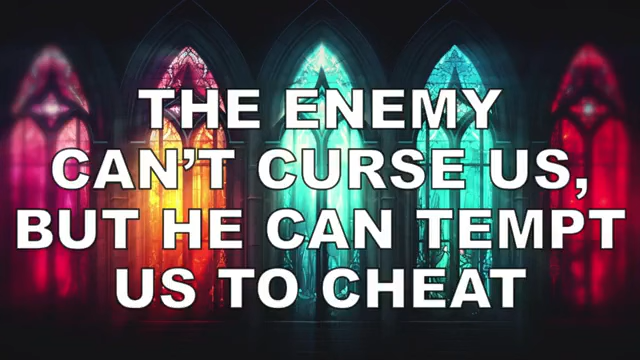 THE ENEMY
CAN’T CURSE US,
BUT HE CAN TEMPT
US TO CHEAT